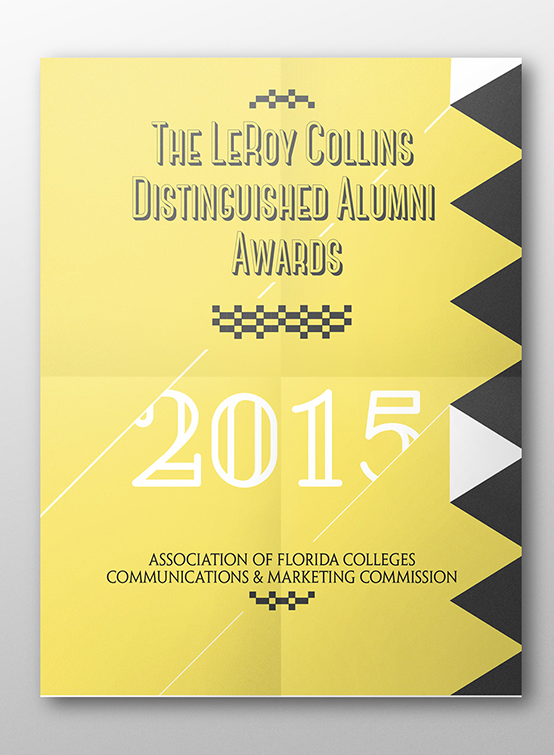 The LeRoy Collins
Distinguished Alumni
Awards
2015
ASSOCIATION OF FLORIDA COLLEGES
COMMUNICATIONS & MARKETING COMMISSION